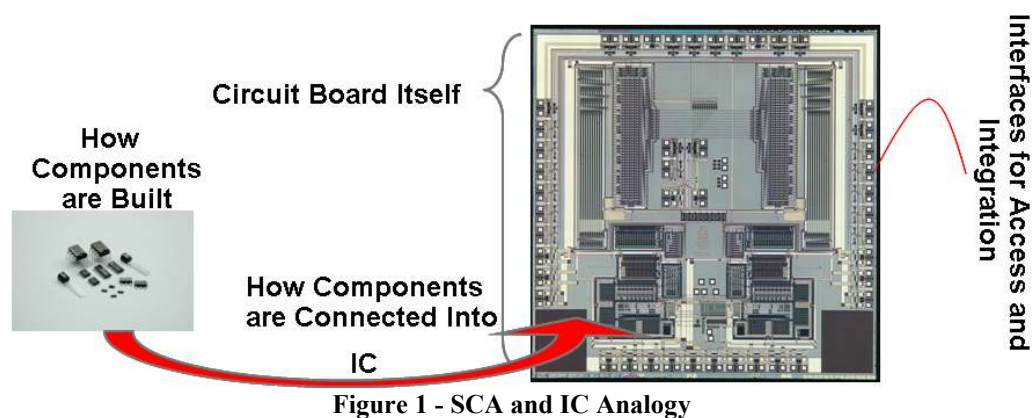 Circuit Board Itself
How
Components
are Built
How Components
are Connected Into
IC
Interfaces for Access and
Integration
Figure 1 - SCA and IC Analogy